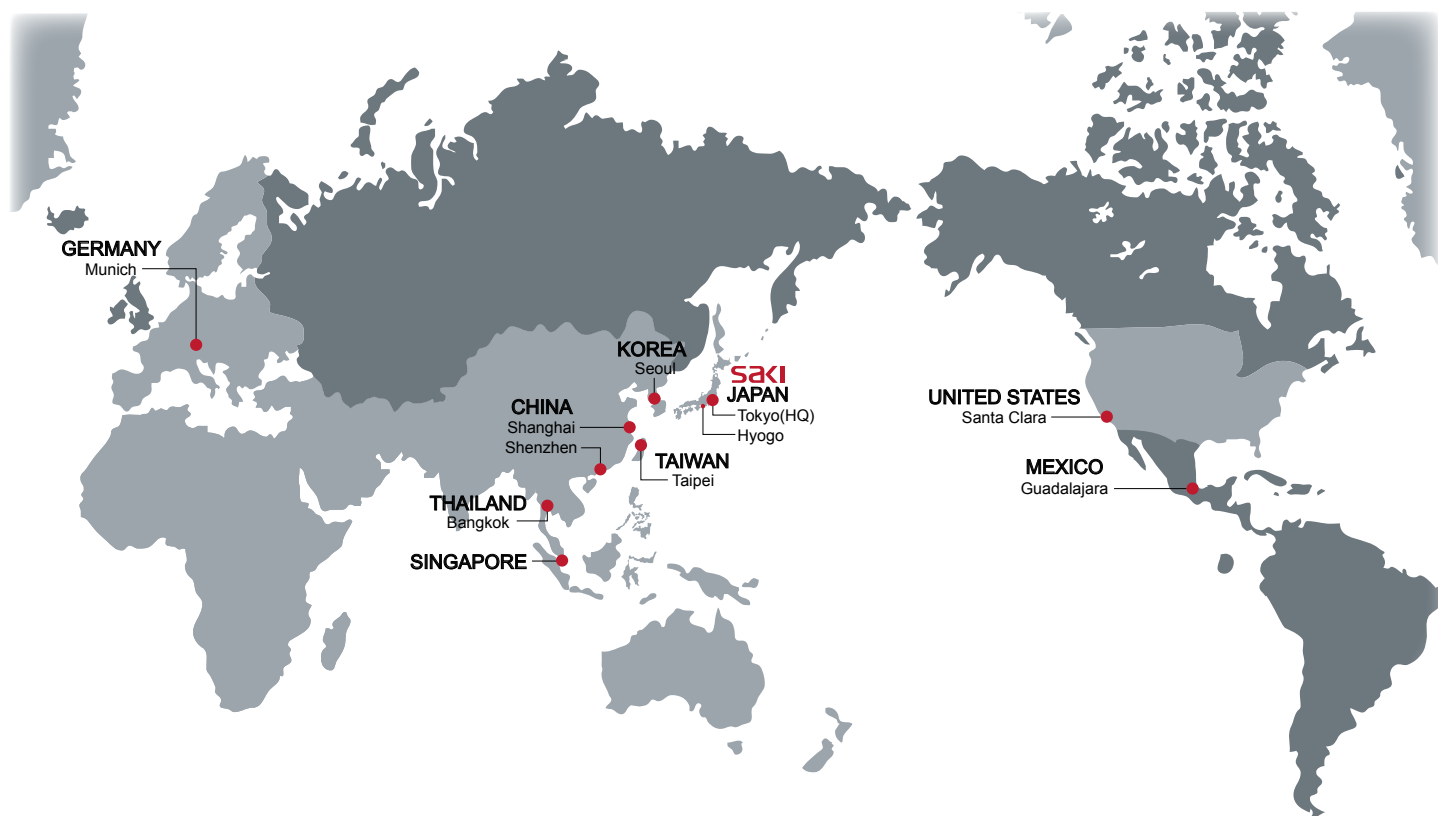 GERMANY
Munich
KOREA
Seoul
saki
JAPAN
Tokyo(HQ)
Hyogo
CHINA
Shanghai
Shenzhen
TAIWAN
Taipei
THAILAND
Bangkok
SINGAPORE
UNITED STATES
Santa Clara
MEXICO
Guadalajara